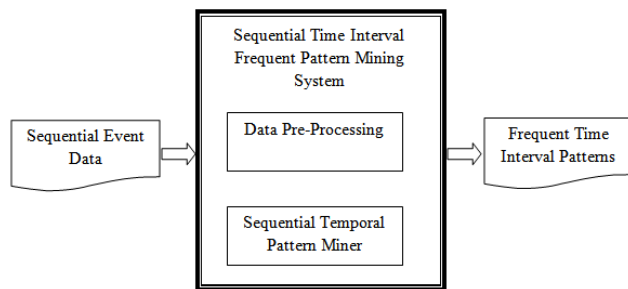 Sequential Time Interval
Frequent Pattern Mining
System
Sequential Event
Data
Data Pre-Processing
Frequent Time
Interval Patterns
Sequential Temporal
Pattern Miner